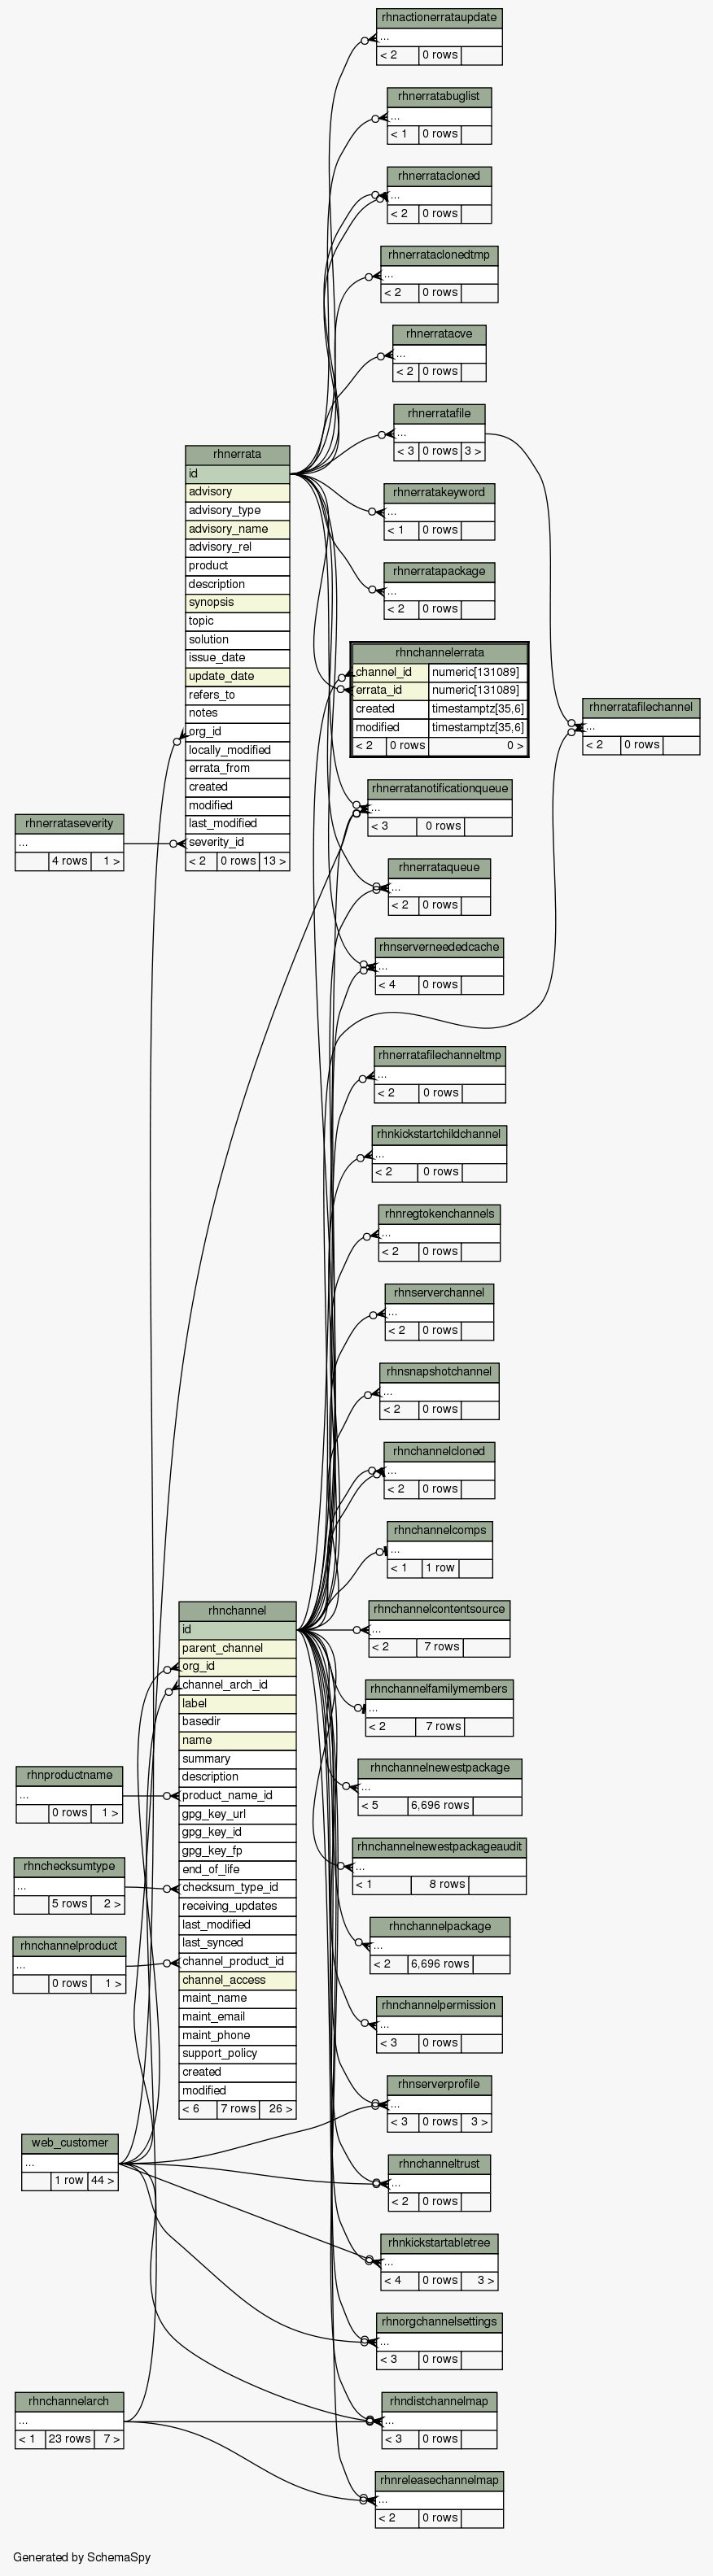 rhnactionerrataupdate
...
< 2 0 rows
rhnerratabuglist
...
< 1 0 rows
rhnerratacloned
...
< 2 0 rows
rhnerrataclonedtmp
...
< 2 0 rows
rhnerratacve
...
< 2 0 rows
rhnerratafile
...
< 3 0 rows 3 >
rhnerrata
id
advisory
advisory_type
advisory_name
advisory_rel
product
description
synopsis
topic
solution
issue_date
update_date
refers_to
notes
org_id
locally_modified
errata_from
created
modified
last_modified
severity_id
< 2 0 rows 13 >
rhnerratakeyword
...
< 1 0 rows
rhnerratapackage
...
< 2 0 rows
rhnchannelerrata
channel_id numeric[131089]
errata_id numeric[131089]
created timestamptz[35,6]
modified timestamptz[35,6]
< 2 0 rows 0 >
rhnerratafilechannel
...
< 2 0 rows
rhnerratanotificationqueue
...
< 3 0 rows
rhnerrataseverity
...
4 rows 1 >
rhnerrataqueue
...
< 2 0 rows
rhnserverneededcache
...
< 4 0 rows
rhnerratafilechanneltmp
...
< 2 0 rows
rhnkickstartchildchannel
...
< 2 0 rows
rhnregtokenchannels
...
< 2 0 rows
rhnserverchannel
...
< 2 0 rows
rhnsnapshotchannel
...
< 2 0 rows
rhnchannelcloned
...
< 2 0 rows
rhnchannelcomps
...
< 1 1 row
rhnchannel
id
parent_channel
org_id
channel_arch_id
label
basedir
name
summary
description
product_name_id
gpg_key_url
gpg_key_id
gpg_key_fp
end_of_life
checksum_type_id
receiving_updates
last_modified
last_synced
channel_product_id
channel_access
maint_name
maint_email
maint_phone
support_policy
created
modified
< 6 7 rows 26 >
rhnchannelcontentsource
...
< 2 7 rows
rhnchannelfamilymembers
...
< 2 7 rows
rhnchannelnewestpackage
...
< 5 6,696 rows
rhnproductname
...
0 rows 1 >
rhnchannelnewestpackageaudit
...
< 1 8 rows
rhnchecksumtype
...
5 rows 2 >
rhnchannelpackage
...
< 2 6,696 rows
rhnchannelproduct
...
0 rows 1 >
rhnchannelpermission
...
< 3 0 rows
rhnserverprofile
...
< 3 0 rows 3 >
web_customer
...
1 row 44 >
rhnchanneltrust
...
< 2 0 rows
rhnkickstartabletree
...
< 4 0 rows 3 >
rhnorgchannelsettings
...
< 3 0 rows
rhnchannelarch
...
< 1 23 rows 7 >
rhndistchannelmap
...
< 3 0 rows
rhnreleasechannelmap
...
< 2 0 rows
Generated by SchemaSpy